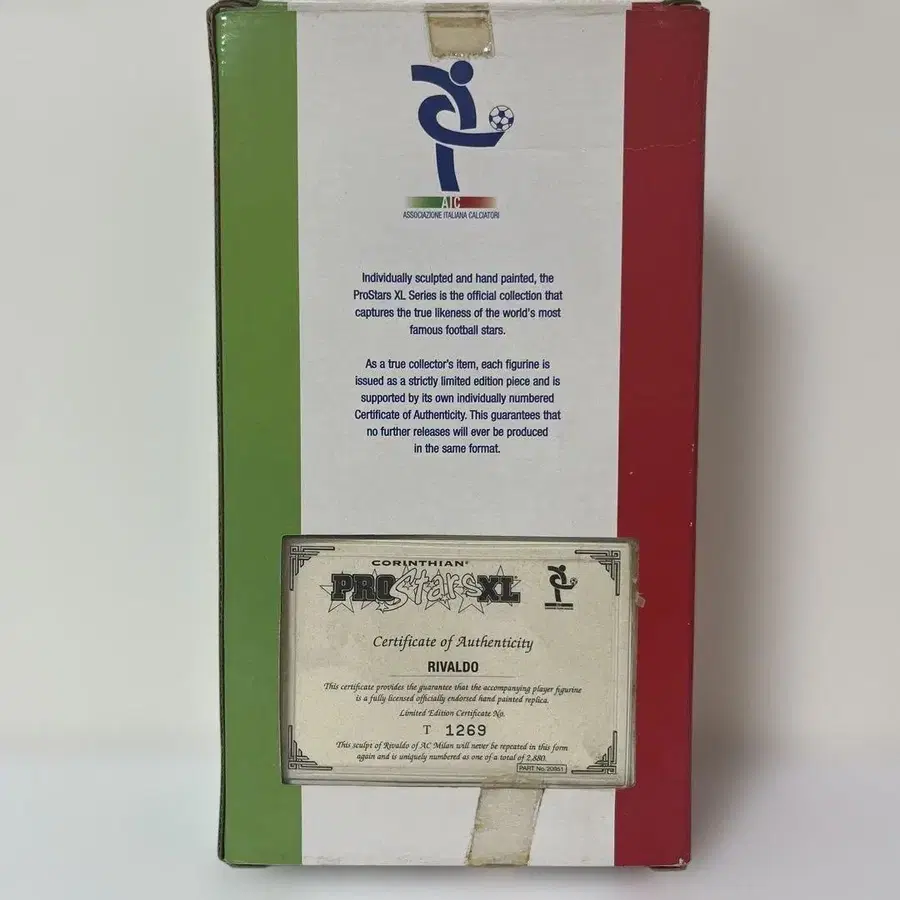 AIC
ASSOCIAZIONE ITALIANA CALCIATORI
Individually sculpted and hand painted, the
ProStars XL Series is the official collection that
captures the true likeness of the world's most
famous football stars.
As a true collector's item, each figurine is
issued as a strictly limited edition piece and is
supported by its own individually numbered
Certificate of Authenticity. This guarantees that
no further releases will ever be produced
in the same format.
CORINTHIAN®
PRO Stars XL
Certificate of Authenticity
RIVALDO
This certificate provides the guarantee that the accompanying player figurine
is a fully licensed officially endorsed hand painted replica.
Limited Edition Certificate No.
T 1269
This sculpt of Rivaldo of AC Milan will never be repeated in this form
again and is uniquely numbered as one of a total of 2,880.
PART No. 20951